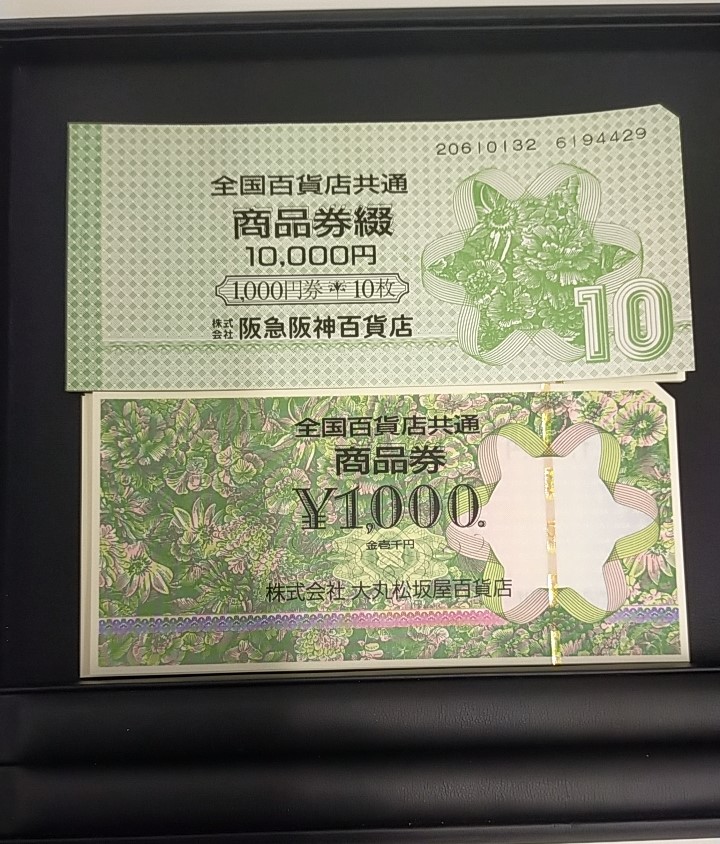 20610132 6194429
全国百貨店共通
商品券綴
10,000円
1,000円券 10枚
株式会社 阪急阪神百貨店
10
全国百貨店共通
商品券
¥1,000
金壱千円
株式会社 大丸松坂屋百貨店